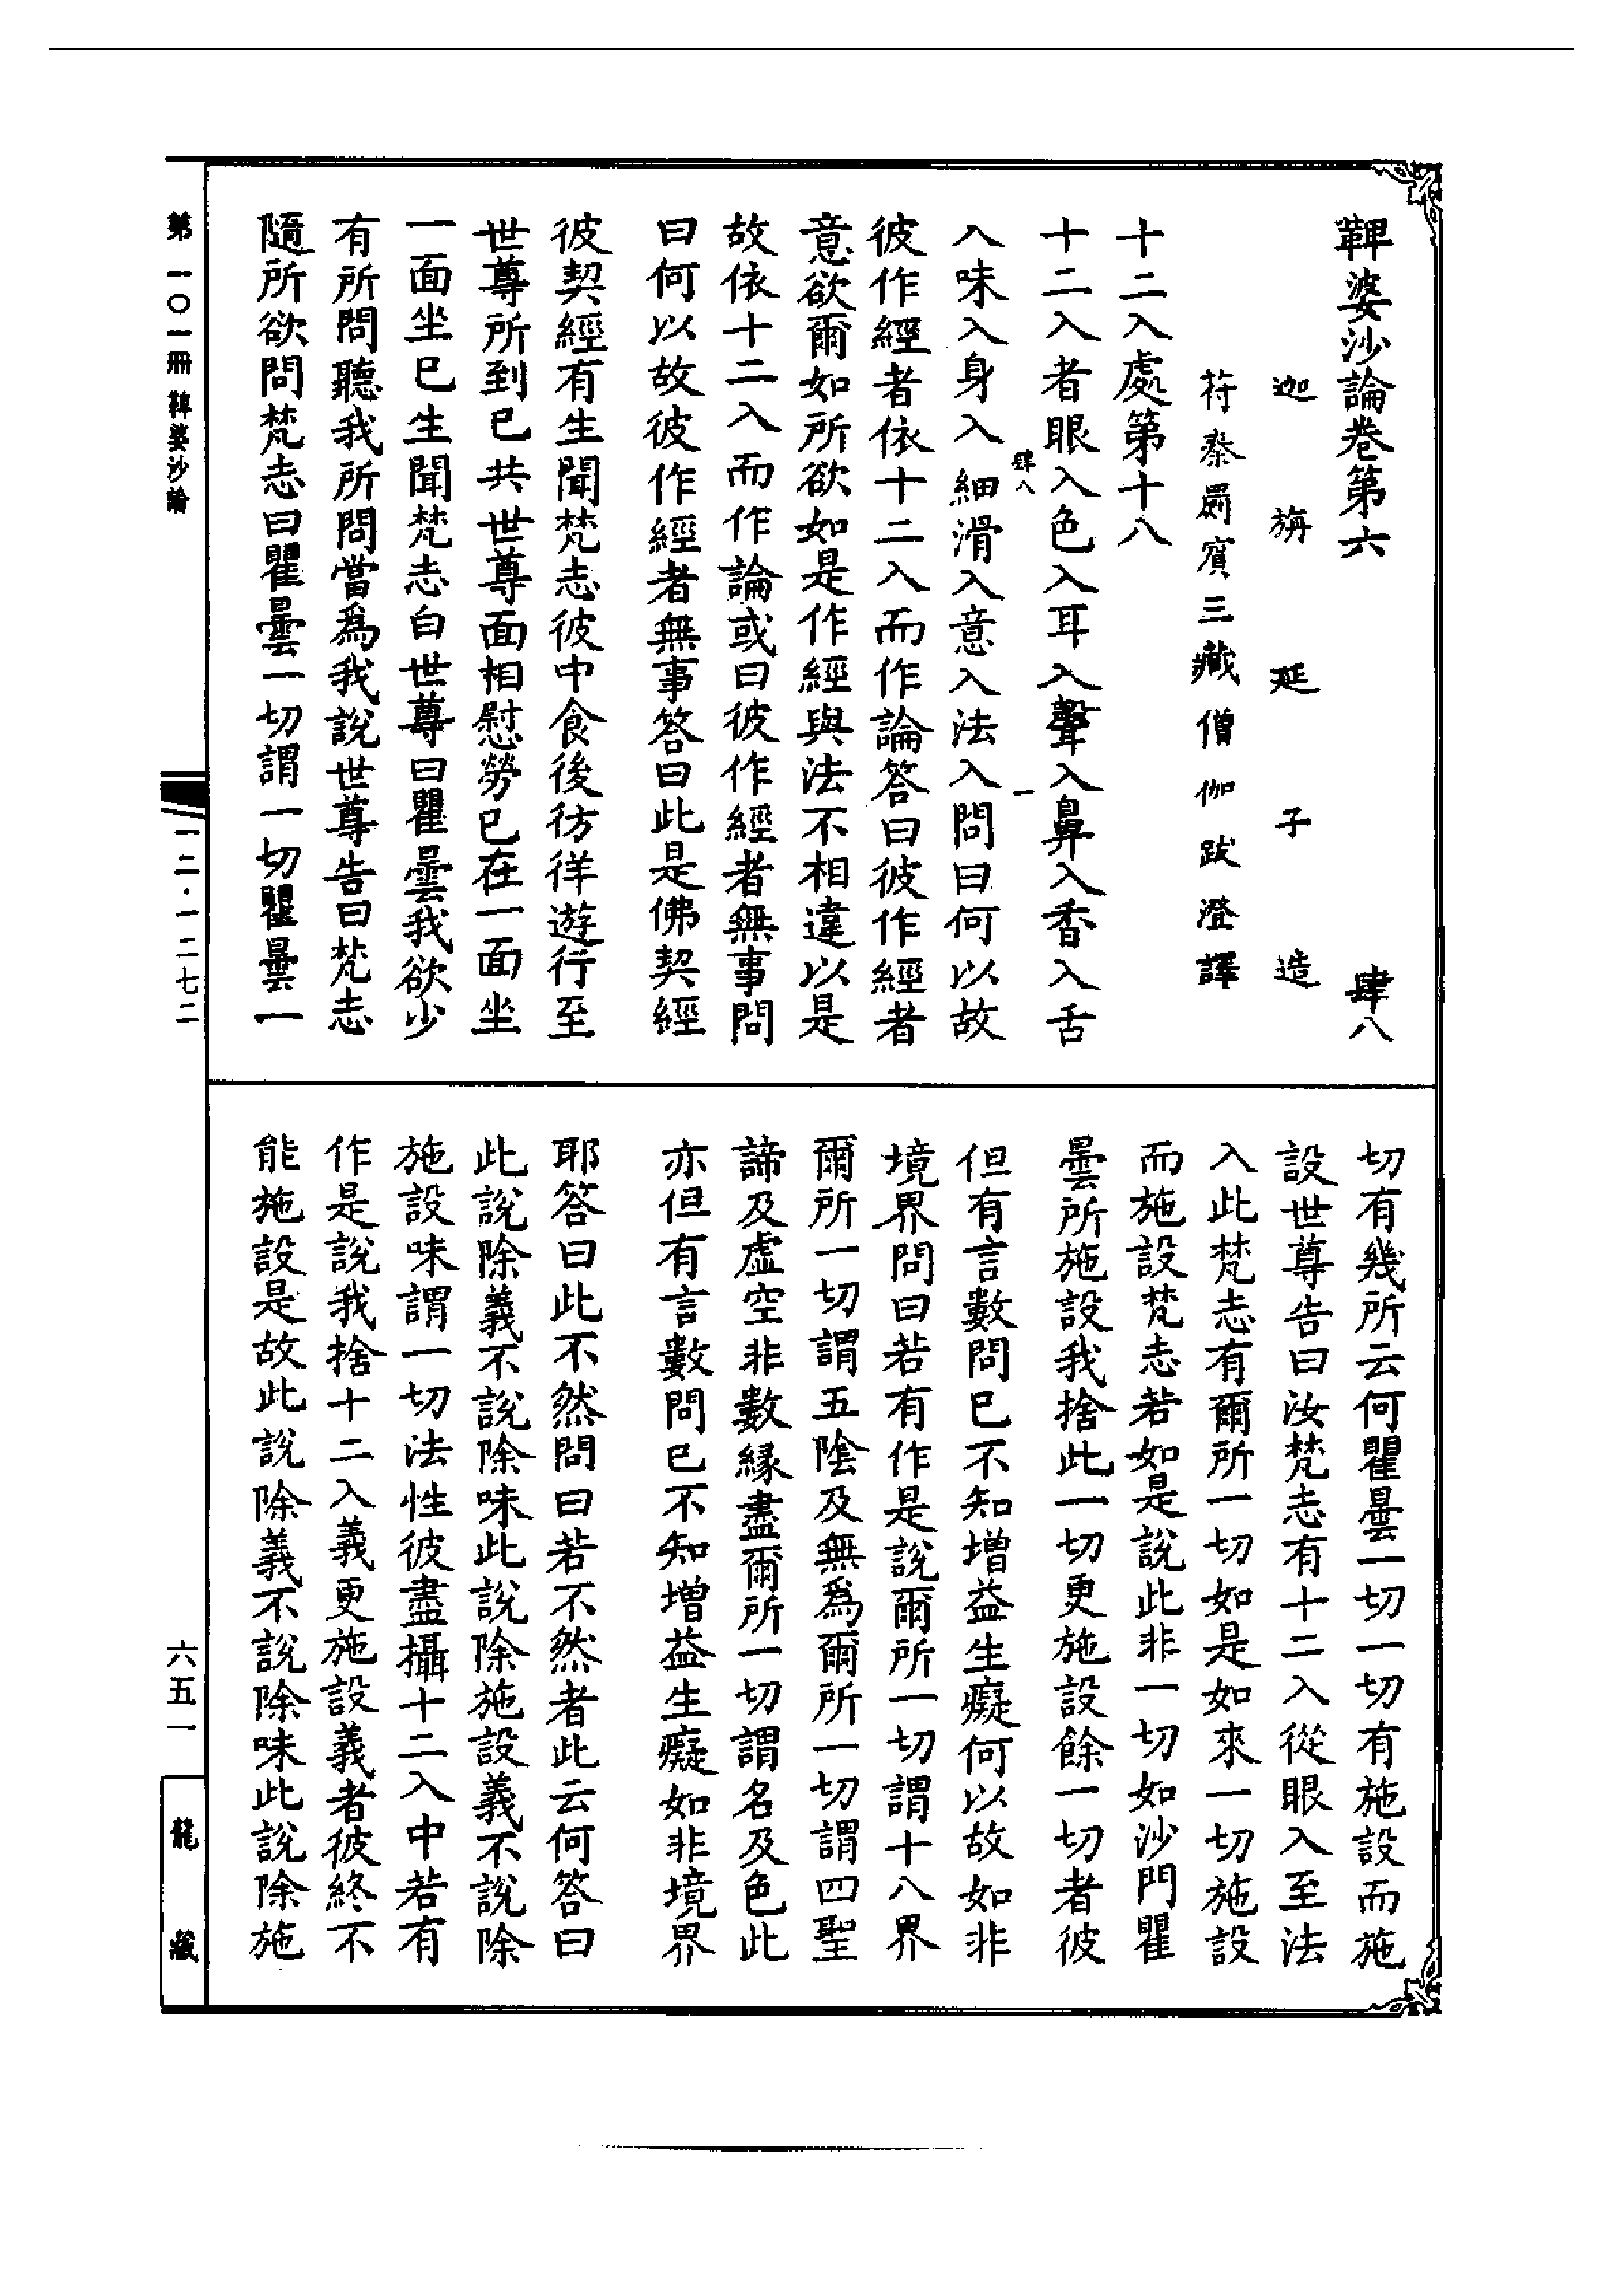 鞞婆沙論卷第六　肆八
迦旃延子造
苻秦罽賓三藏僧伽跋澄譯
十二入處第十八
十二入者眼入色入耳入聲入鼻入香入舌
肆八　一
入味入身入細滑入意入法入問曰何以故
彼作經者依十二入而作論答曰彼作經者
意欲爾如所欲如是作經與法不相違以是
故依十二入而作論或曰彼作經者無事問
曰何以故彼作經者無事答曰此是佛契經
彼契經有生聞梵志彼中食後彷徉遊行至
世尊所到已共世尊面相慰勞已在一面坐
一面坐已生聞梵志白世尊曰瞿曇我欲少
有所問聽我所問當爲我說世尊告曰梵志
隨所欲問梵志曰瞿曇一切謂一切瞿曇一
切有幾所云何瞿曇一切一切有施設而施
設世尊告曰汝梵志有十二入從眼入至法
入此梵志有爾所一切如是如來一切施設
而施設梵志若如是說此非一切如沙門瞿
曇所施設我捨此一切更施設餘一切者彼
但有言數問已不知增益生癡何以故如非
境界問曰若有作是說爾所一切謂十八界
爾所一切謂五陰及無爲爾所一切謂四聖
諦及虛空非數緣盡爾所一切謂名及色此
亦但有言數問已不知增益生癡如非境界
耶答曰此不然問曰若不然者此云何答曰
此說除義不說除味此說除施設義不說除
施設味謂一切法性彼盡攝十二入中若有
作是說我捨十二入義更施設義者彼終不
能施設是故此說除義不說除味此說除施
第一〇一冊　鞞婆沙論
一二·一二七二
六五一
龍藏